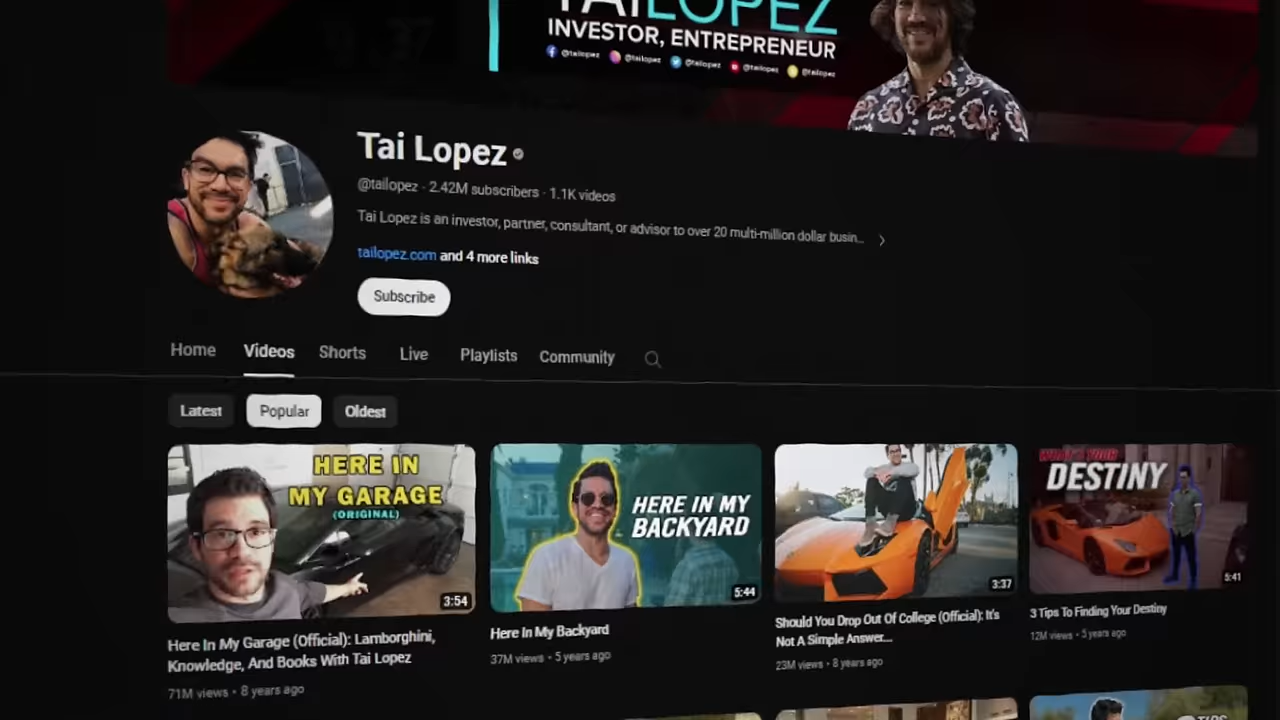 TAI LOPEZ
INVESTOR, ENTREPRENEUR
@tailopez @tailopez @tailopez @tailopez @tailopez
Tai Lopez
@tailopez · 2.42M subscribers · 1.1K videos
Tai Lopez is an investor, partner, consultant, or advisor to over 20 multi-million dollar busin...
tailopez.com and 4 more links
Subscribe
Home Videos Shorts Live Playlists Community
Latest Popular Oldest
HERE IN
MY GARAGE
(ORIGINAL)
3:54
Here In My Garage (Official): Lamborghini,
Knowledge, And Books With Tai Lopez
71M views • 8 years ago
HERE IN MY
BACKYARD
5:44
Here In My Backyard
37M views • 5 years ago
3:37
Should You Drop Out Of College (Official): It's
Not A Simple Answer...
23M views • 8 years ago
WHAT'S YOUR
DESTINY
5:41
3 Tips To Finding Your Destiny
12M views • 5 years ago